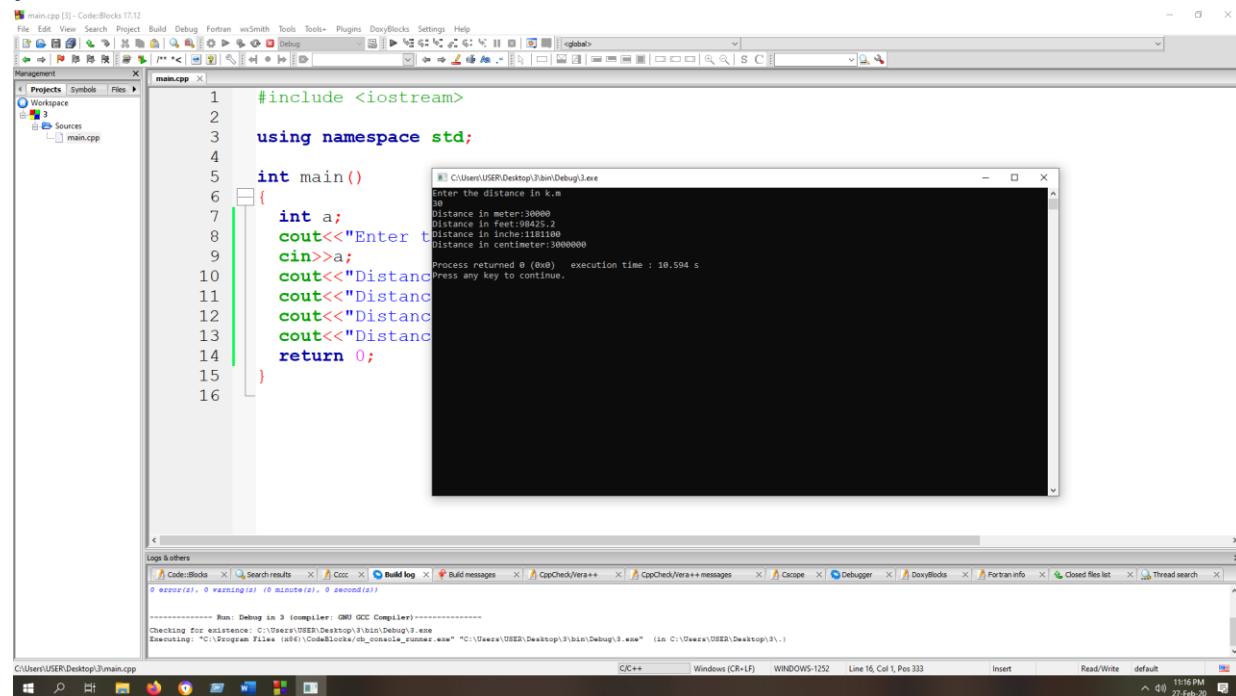 main.cpp [3] - Code::Blocks 17.12
File Edit View Search Project Build Debug Fortran wxSmith Tools Tools+ Plugins DoxyBlocks Settings Help
Debug
<global>
/** *<
S C
Management
main.cpp
Projects Symbols Files
Workspace
3
Sources
main.cpp
1 #include <iostream>
2
3 using namespace std;
4
5 int main()
6 {
7 int a;
8 cout<<"Enter t
9 cin>>a;
10 cout<<"Distanc
11 cout<<"Distanc
12 cout<<"Distanc
13 cout<<"Distanc
14 return 0;
15 }
16
C:\Users\USER\Desktop\3\bin\Debug\3.exe
Enter the distance in k.m
30
Distance in meter:30000
Distance in feet:98425.2
Distance in inche:1181100
Distance in centimeter:3000000
Process returned 0 (0x0) execution time : 10.594 s
Press any key to continue.
Logs & others
Code::Blocks Search results Cccc Build log Build messages CppCheck/Vera++ CppCheck/Vera++ messages Cscope Debugger DoxyBlocks Fortran info Closed files list Thread search
0 error(s), 0 warning(s) (0 minute(s), 0 second(s))
-------------- Run: Debug in 3 (compiler: GNU GCC Compiler)---------------
Checking for existence: C:\Users\USER\Desktop\3\bin\Debug\3.exe
Executing: "C:\Program Files (x86)\CodeBlocks/cb_console_runner.exe" "C:\Users\USER\Desktop\3\bin\Debug\3.exe" (in C:\Users\USER\Desktop\3\.)
C:\Users\USER\Desktop\3\main.cpp C/C++ Windows (CR+LF) WINDOWS-1252 Line 16, Col 1, Pos 333 Insert Read/Write default
11:16 PM
27-Feb-20